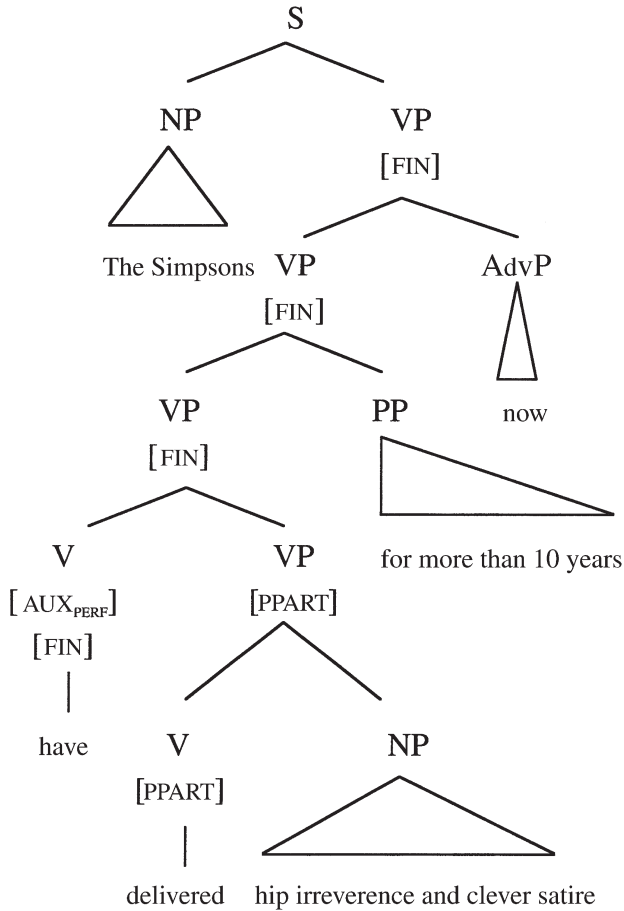 S
NP VP
[FIN]
The Simpsons VP AdvP
[FIN]
VP PP now
[FIN]
V VP for more than 10 years
[AUXPERF] [PPART]
[FIN]
have V NP
[PPART]
delivered hip irreverence and clever satire